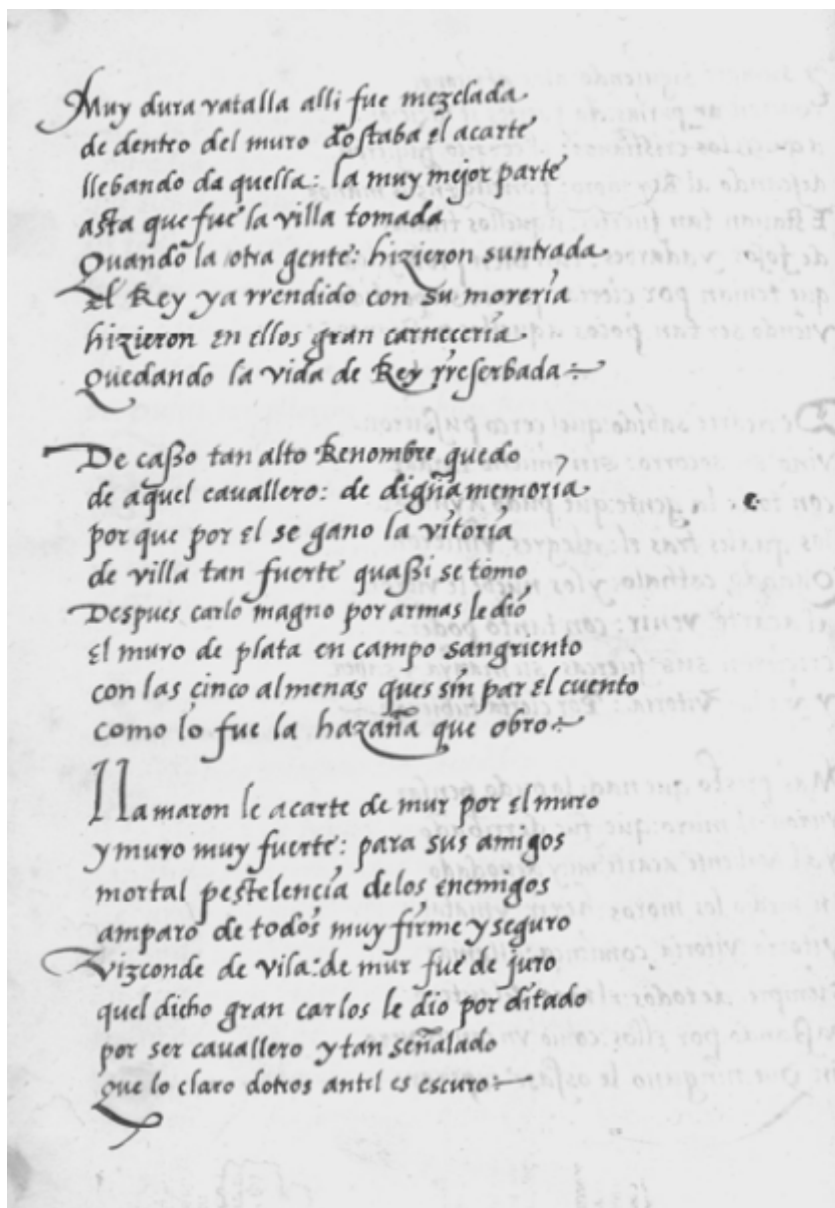 Muy dura vatalla alli fue mezclada
de dentro del muro dostaba el acarte
llebando da quella: la muy mejor parte
asta que fue la villa tomada
Quando la otra gente: hizieron suntrada
El Rey ya rrendido con su moreria
hizieron en ellos gran carneceria
Quedando la vida de Rey rreserbada÷
De caßo tan alto Renombre quedo
de aquel cavallero: de digna memoria
por que por el se gano la vitoria
de villa tan fuerte quaßi se tomo
Despues carlo magno por armas le dio
El muro de plata en campo sangriento
con las cinco almenas ques sin par El cuento
como lo fue la hazaña que obro÷
llamaron le acarte de mur por El muro
y muro muy fuerte: para sus amigos
mortal pestelencia delos enemigos
amparo de todos muy firme y seguro
vizconde de vila: de mur fue de juro
quel dicho gran carlos le dio por ditado
por ser cavallero y tan señalado
Que lo claro dotros antel es escuro÷